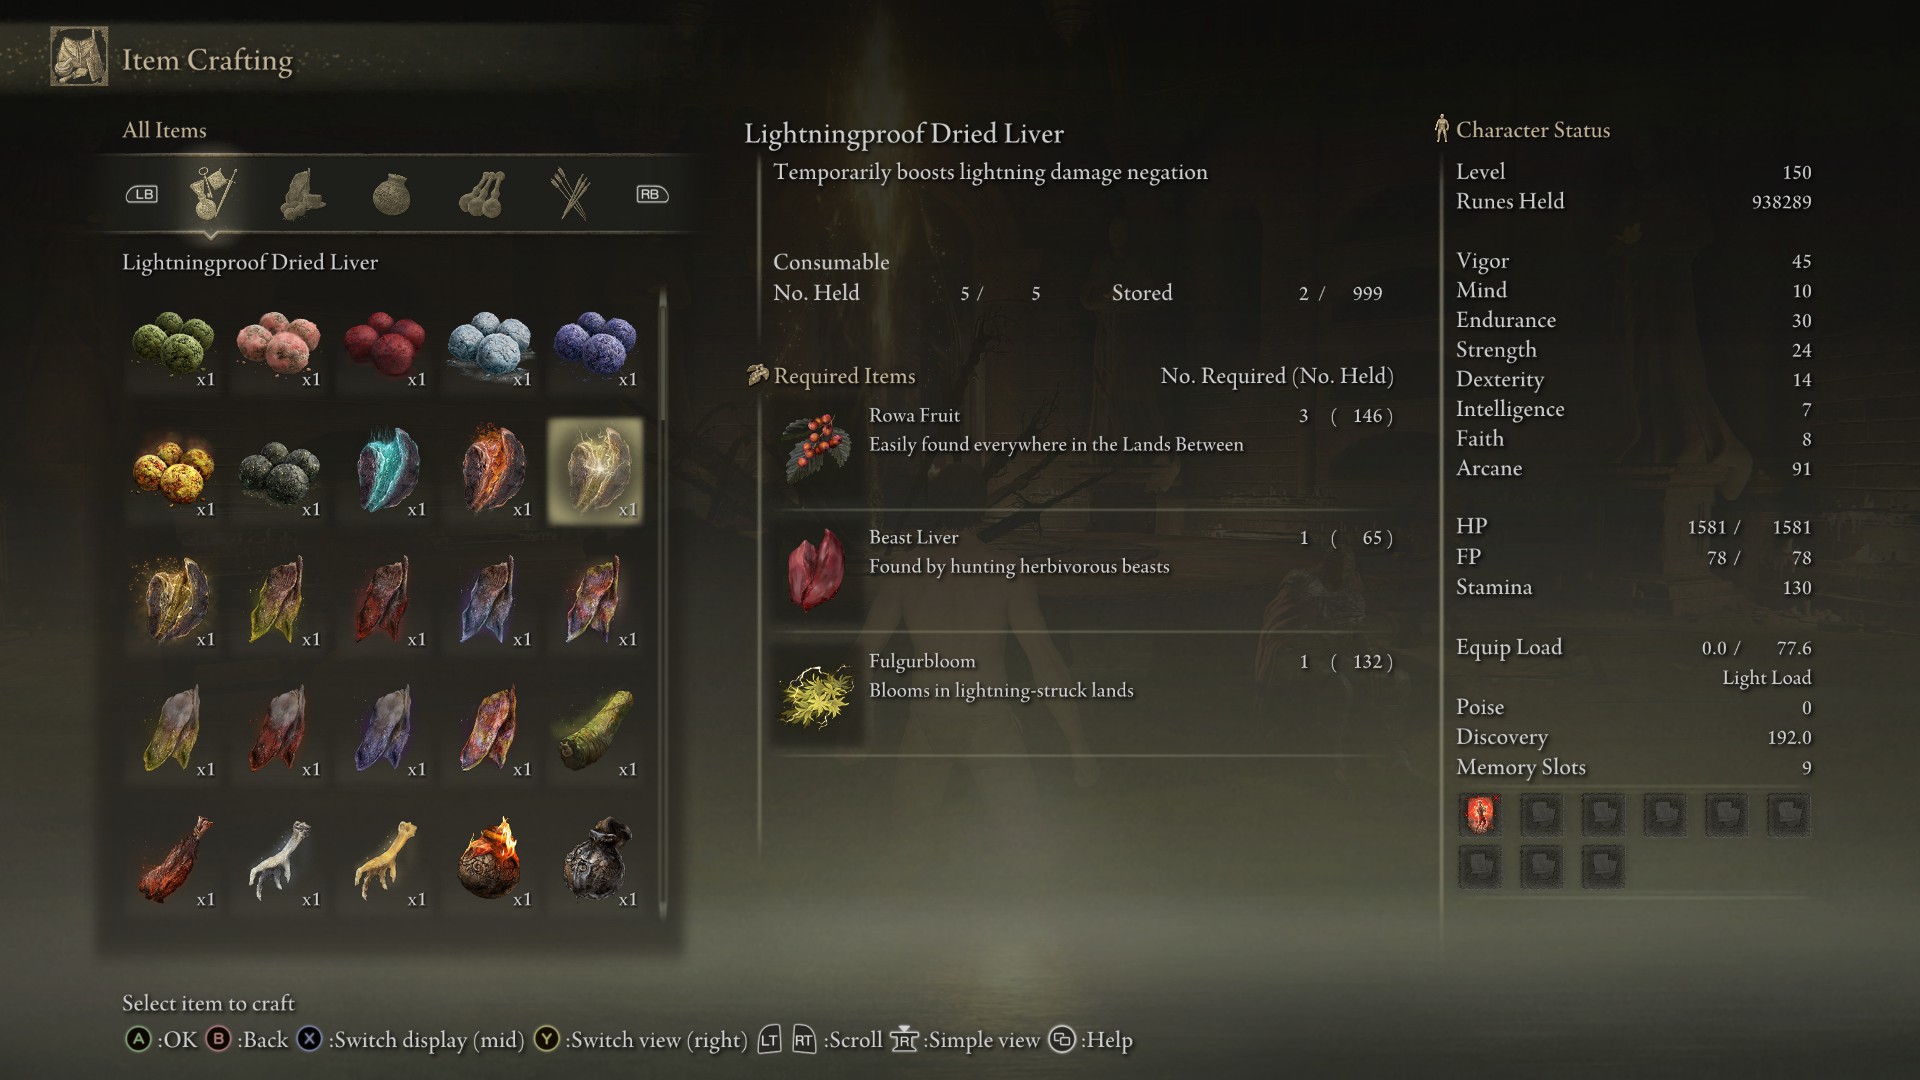 Item Crafting
All Items
LB
RB
Lightningproof Dried Liver
x1 x1 x1 x1 x1
x1 x1 x1 x1 x1
x1 x1 x1 x1 x1
x1 x1 x1 x1 x1
x1 x1 x1 x1 x1
Lightningproof Dried Liver
Temporarily boosts lightning damage negation
Consumable
No. Held 5 / 5 Stored 2 / 999
Required Items No. Required (No. Held)
Rowa Fruit 3 ( 146 )
Easily found everywhere in the Lands Between
Beast Liver 1 ( 65 )
Found by hunting herbivorous beasts
Fulgurbloom 1 ( 132 )
Blooms in lightning-struck lands
Character Status
Level 150
Runes Held 938289
Vigor 45
Mind 10
Endurance 30
Strength 24
Dexterity 14
Intelligence 7
Faith 8
Arcane 91
HP 1581 / 1581
FP 78 / 78
Stamina 130
Equip Load 0.0 / 77.6
Light Load
Poise 0
Discovery 192.0
Memory Slots 9
Select item to craft
A :OK B :Back X :Switch display (mid) Y :Switch view (right) LT RT :Scroll R :Simple view :Help